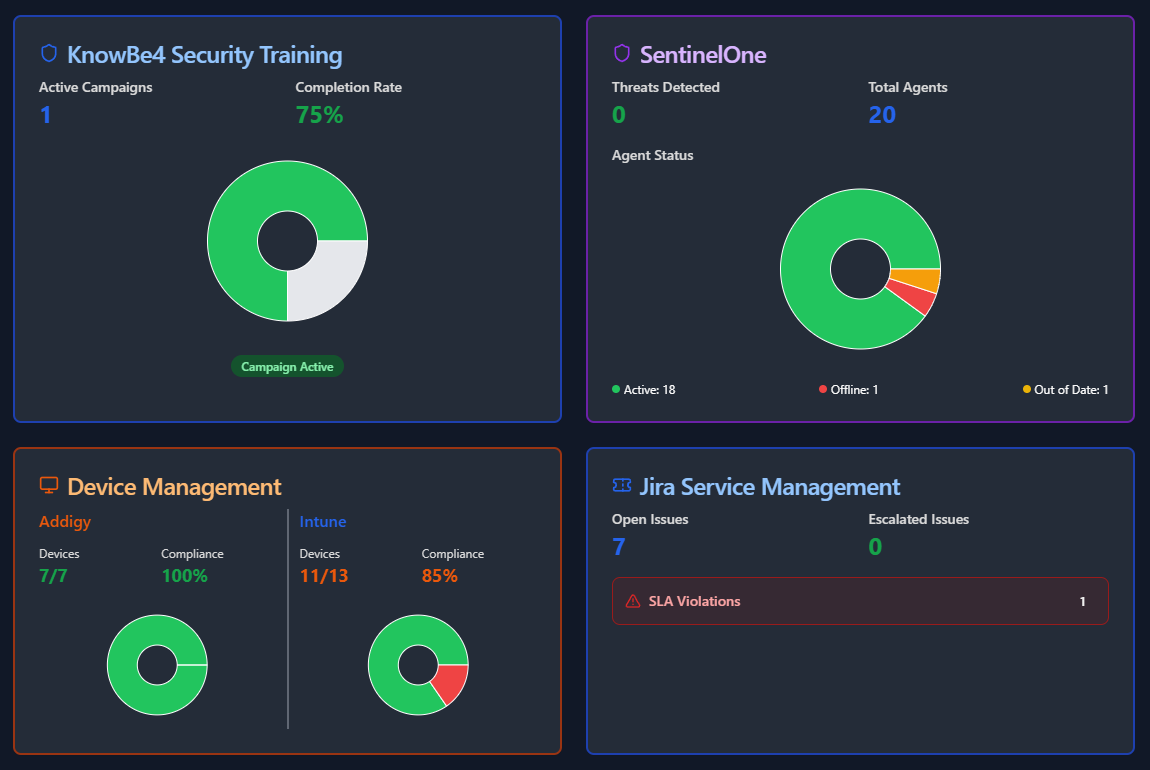 KnowBe4 Security Training
Active Campaigns
Completion Rate
1
75%
Campaign Active
SentinelOne
Threats Detected
Total Agents
0
20
Agent Status
Active: 18
Offline: 1
Out of Date: 1
Device Management
Addigy
Devices
Compliance
7/7
100%
Intune
Devices
Compliance
11/13
85%
Jira Service Management
Open Issues
Escalated Issues
7
0
SLA Violations
1